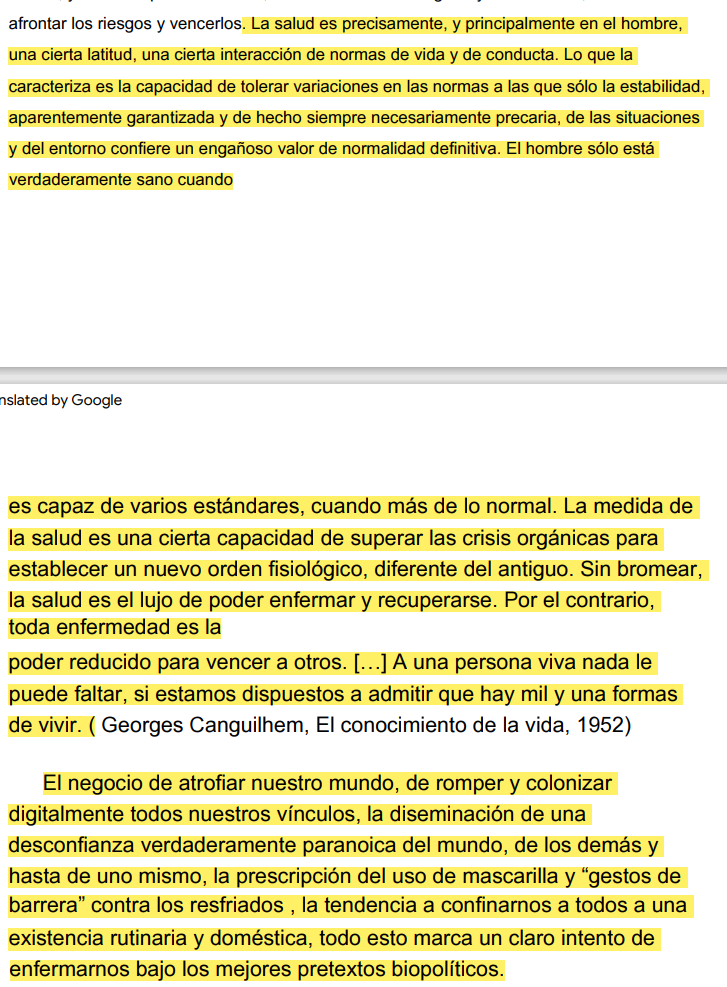 afrontar los riesgos y vencerlos. La salud es precisamente, y principalmente en el hombre,
una cierta latitud, una cierta interacción de normas de vida y de conducta. Lo que la
caracteriza es la capacidad de tolerar variaciones en las normas a las que sólo la estabilidad,
aparentemente garantizada y de hecho siempre necesariamente precaria, de las situaciones
y del entorno confiere un engañoso valor de normalidad definitiva. El hombre sólo está
verdaderamente sano cuando
nslated by Google
es capaz de varios estándares, cuando más de lo normal. La medida de
la salud es una cierta capacidad de superar las crisis orgánicas para
establecer un nuevo orden fisiológico, diferente del antiguo. Sin bromear,
la salud es el lujo de poder enfermar y recuperarse. Por el contrario,
toda enfermedad es la
poder reducido para vencer a otros. […] A una persona viva nada le
puede faltar, si estamos dispuestos a admitir que hay mil y una formas
de vivir. ( Georges Canguilhem, El conocimiento de la vida, 1952)
El negocio de atrofiar nuestro mundo, de romper y colonizar
digitalmente todos nuestros vínculos, la diseminación de una
desconfianza verdaderamente paranoica del mundo, de los demás y
hasta de uno mismo, la prescripción del uso de mascarilla y “gestos de
barrera” contra los resfriados , la tendencia a confinarnos a todos a una
existencia rutinaria y doméstica, todo esto marca un claro intento de
enfermarnos bajo los mejores pretextos biopolíticos.